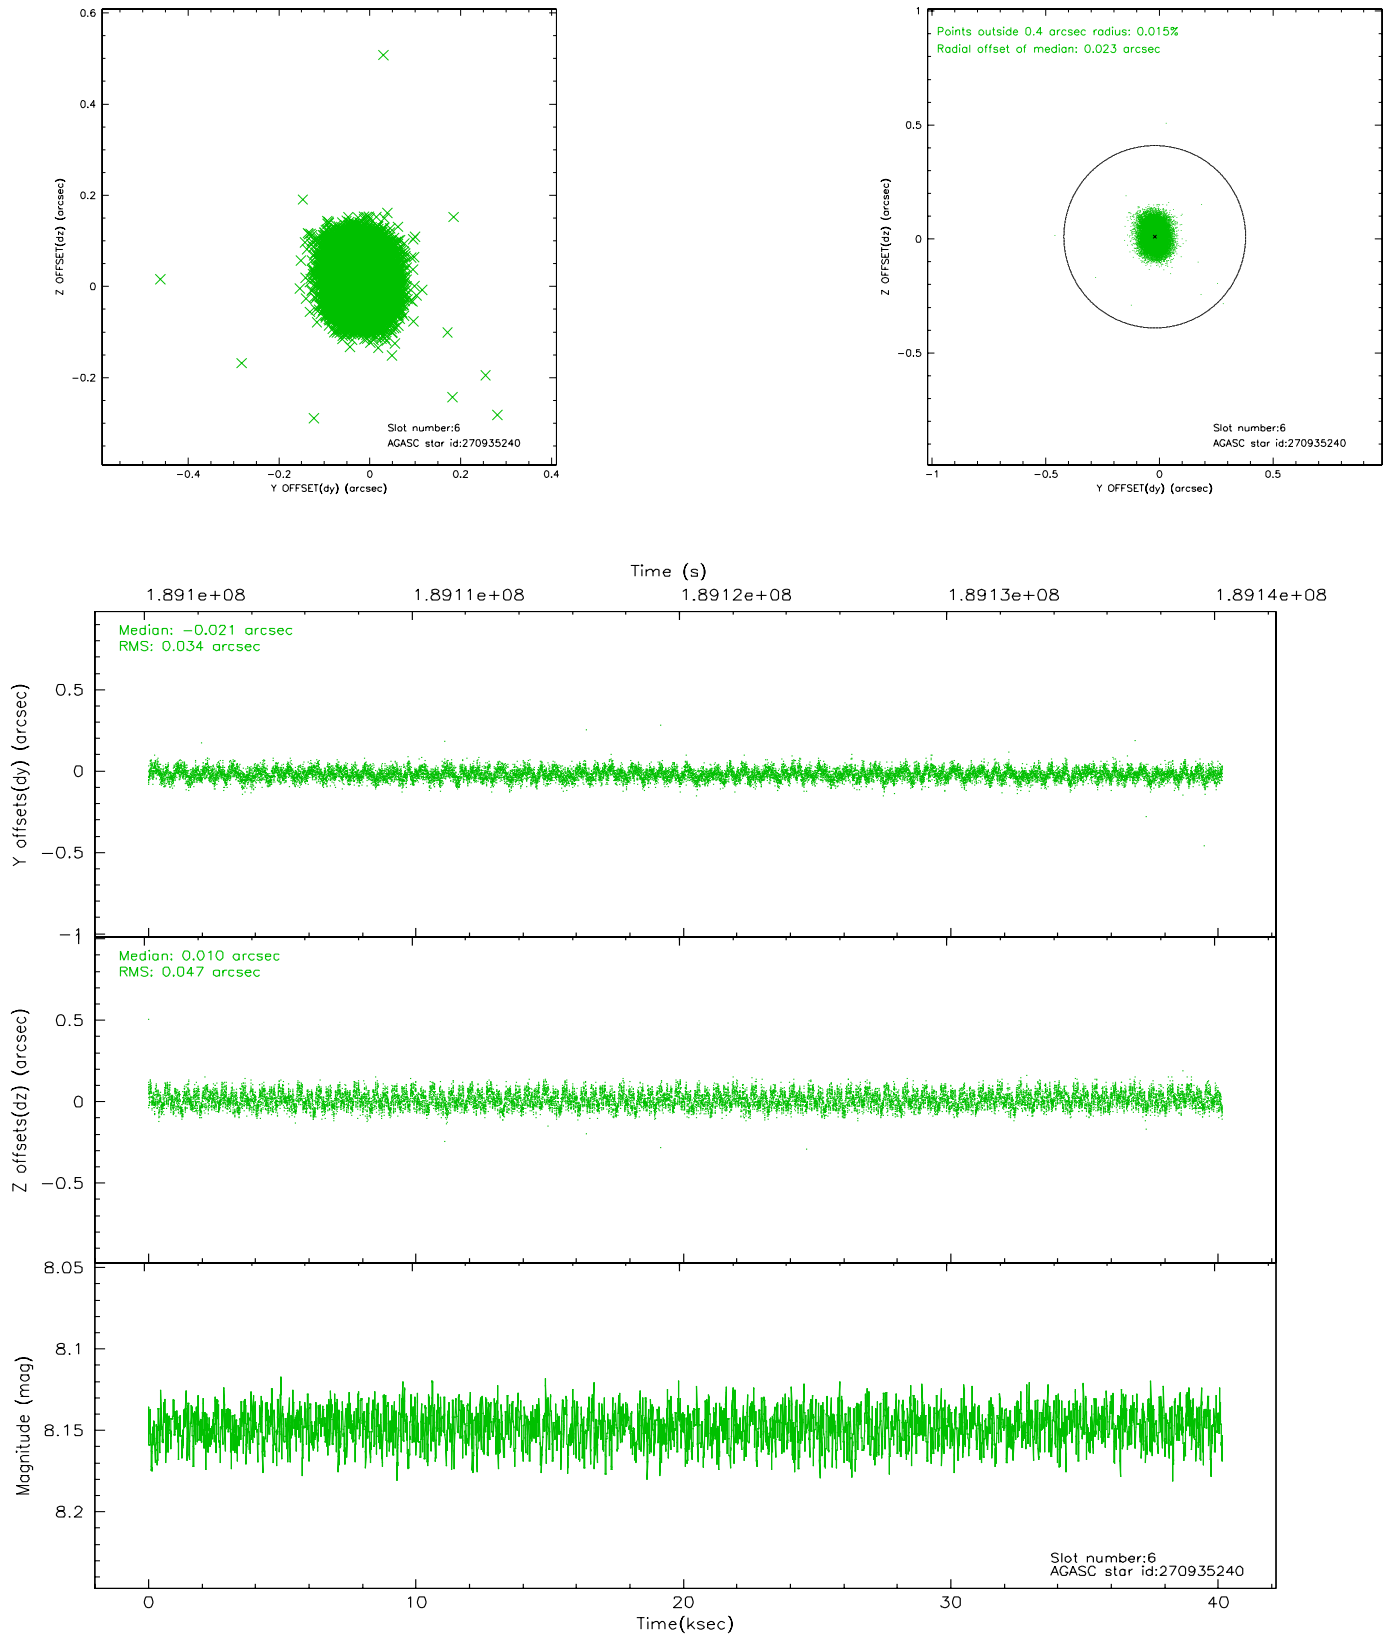 0.6
0.4
0.2
0
−0.2
Z OFFSET(dz) (arcsec)
Slot number:6
AGASC star id:270935240
−0.4 −0.2 0 0.2 0.4
Y OFFSET(dy) (arcsec)
Points outside 0.4 arcsec radius: 0.015%
Radial offset of median: 0.023 arcsec
1
0.5
0
−0.5
Z OFFSET(dz) (arcsec)
Slot number:6
AGASC star id:270935240
−1 −0.5 0 0.5
Y OFFSET(dy) (arcsec)
Time (s)
1.891e+08 1.8911e+08 1.8912e+08 1.8913e+08 1.8914e+08
Median: −0.021 arcsec
RMS: 0.034 arcsec
0.5
0
−0.5
−1
Y offsets(dy) (arcsec)
Median: 0.010 arcsec
RMS: 0.047 arcsec
1
0.5
0
−0.5
Z offsets(dz) (arcsec)
8.05
8.1
8.15
8.2
Magnitude (mag)
Slot number:6
AGASC star id:270935240
0 10 20 30 40
Time(ksec)